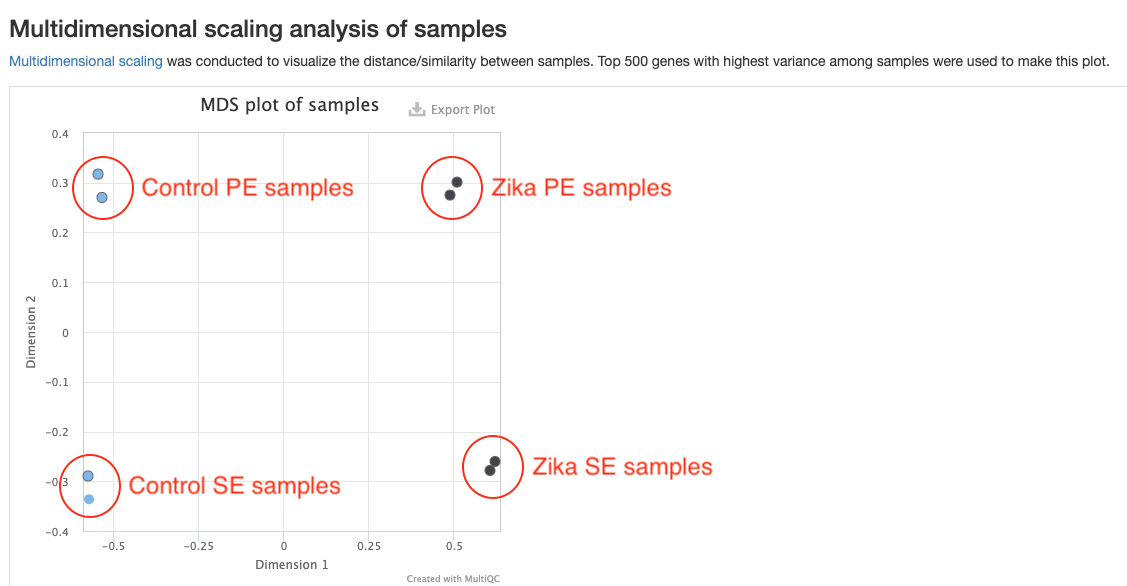 Multidimensional scaling analysis of samples
Multidimensional scaling was conducted to visualize the distance/similarity between samples. Top 500 genes with highest variance among samples were used to make this plot.
MDS plot of samples
Export Plot
0.4
0.3
0.2
0.1
0
−0.1
−0.2
−0.3
−0.4
Dimension 2
Control PE samples
Zika PE samples
Control SE samples
Zika SE samples
−0.5
−0.25
0
0.25
0.5
Dimension 1
Created with MultiQC